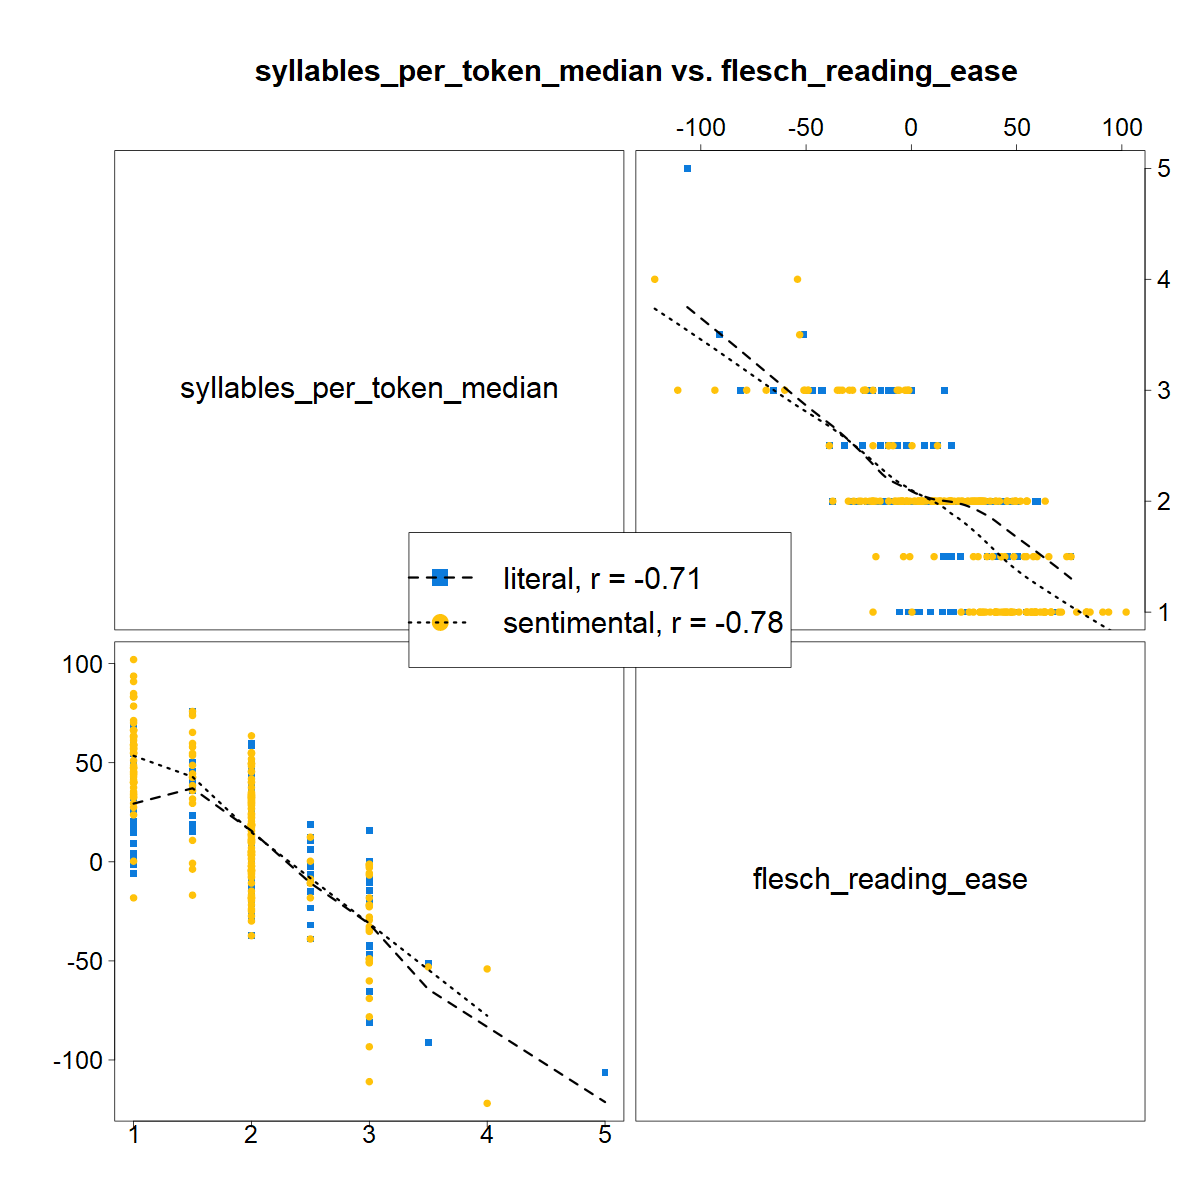 syllables_per_token_median vs. flesch_reading_ease
-100 -50 0 50 100
5
4
syllables_per_token_median
3
2
literal, r = -0.71
sentimental, r = -0.78
1
100
50
0
flesch_reading_ease
-50
-100
1 2 3 4 5